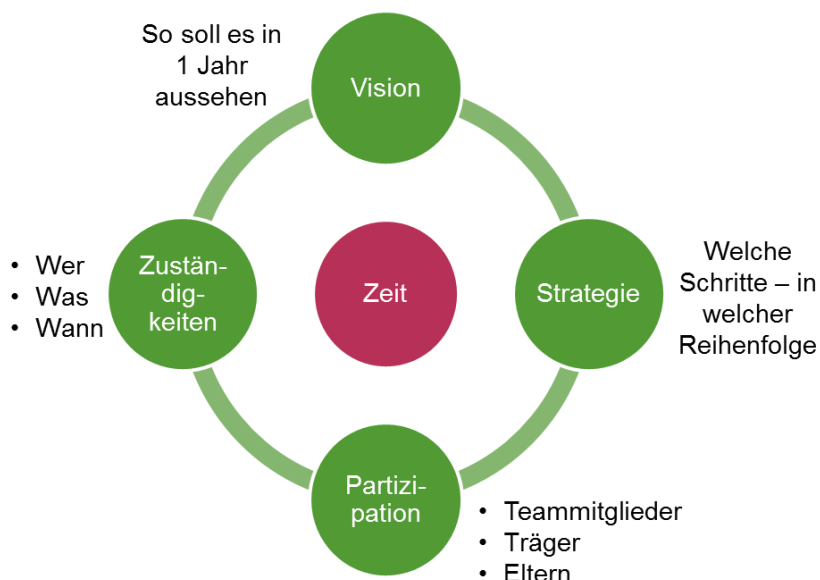 So soll es in
1 Jahr
aussehen
Vision
• Wer
• Was
• Wann
Zustän-
dig-
keiten
Zeit
Strategie
Welche
Schritte – in
welcher
Reihenfolge
Partizi-
pation
• Teammitglieder
• Träger
• Eltern